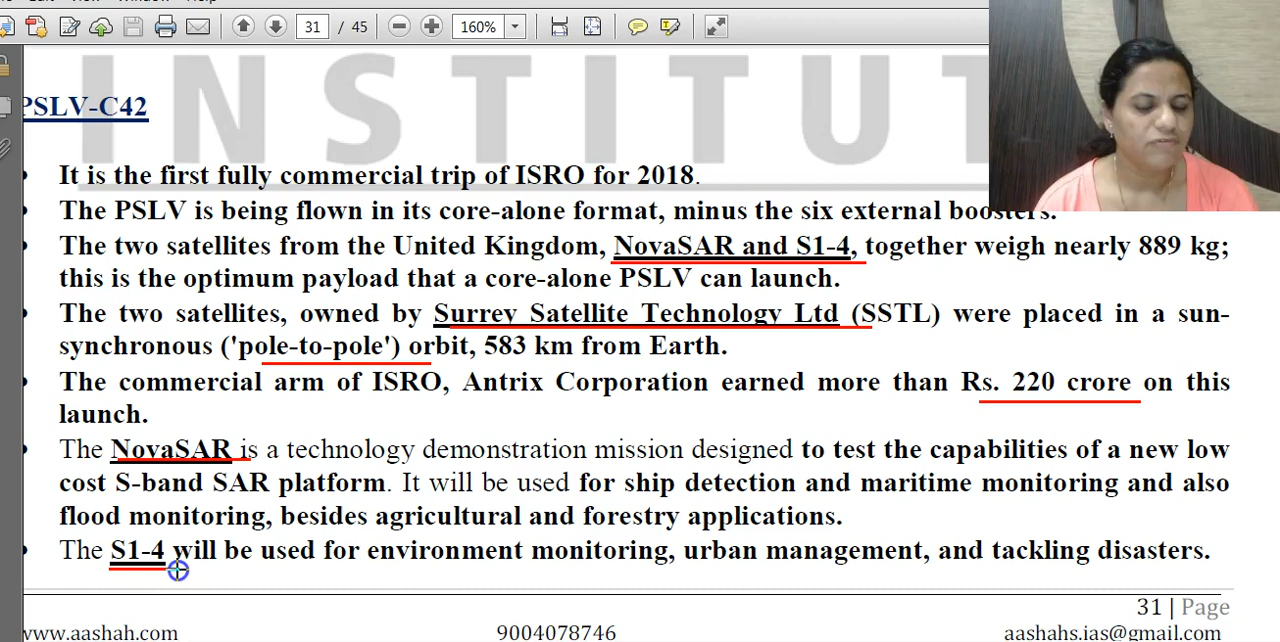 31 / 45
160%
INSTITU
PSLV-C42
It is the first fully commercial trip of ISRO for 2018.
The PSLV is being flown in its core-alone format, minus the six external boosters.
The two satellites from the United Kingdom, NovaSAR and S1-4, together weigh nearly 889 kg;
this is the optimum payload that a core-alone PSLV can launch.
The two satellites, owned by Surrey Satellite Technology Ltd (SSTL) were placed in a sun-
synchronous ('pole-to-pole') orbit, 583 km from Earth.
The commercial arm of ISRO, Antrix Corporation earned more than Rs. 220 crore on this
launch.
The NovaSAR is a technology demonstration mission designed to test the capabilities of a new low
cost S-band SAR platform. It will be used for ship detection and maritime monitoring and also
flood monitoring, besides agricultural and forestry applications.
The S1-4 will be used for environment monitoring, urban management, and tackling disasters.
31 | Page
www.aashah.com 9004078746 aashahs.ias@gmail.com